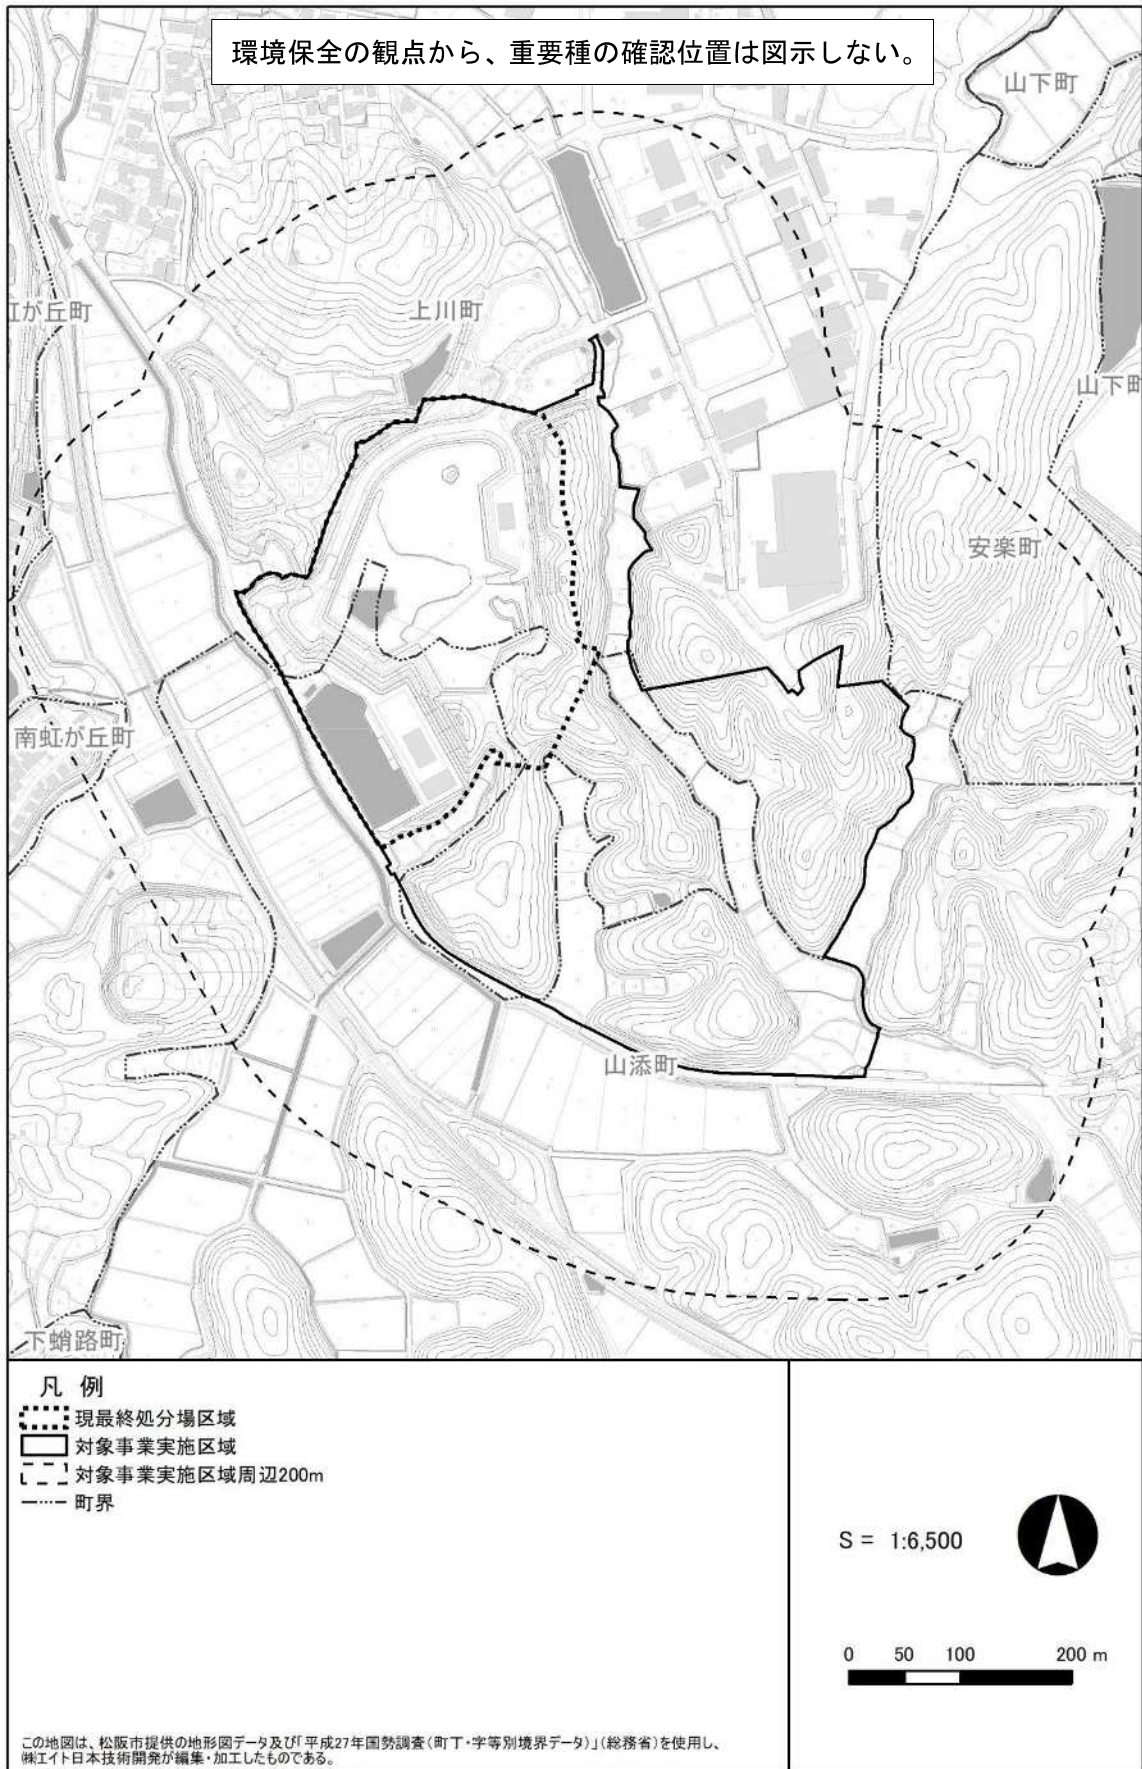 環境保全の観点から、重要種の確認位置は図示しない。
山下町
虹が丘町
上川町
山下町
安楽町
南虹が丘町
山添町
下蛸路町
凡 例
現最終処分場区域
対象事業実施区域
対象事業実施区域周辺200m
町界
S = 1:6,500
0 50 100 200 m
この地図は、松阪市提供の地形図データ及び「平成27年国勢調査(町丁・字等別境界データ)」(総務省)を使用し、
㈱エイト日本技術開発が編集・加工したものである。